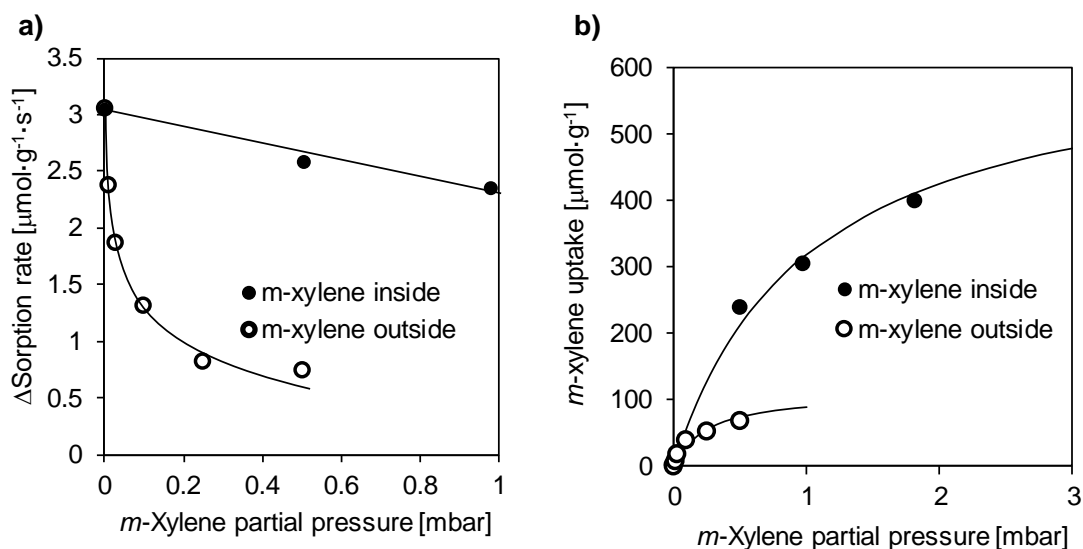 a)
ΔSorption rate [μmol·g⁻¹·s⁻¹]
3.5
3
2.5
2
1.5
1
0.5
0
m-xylene inside
m-xylene outside
0 0.2 0.4 0.6 0.8 1
m-Xylene partial pressure [mbar]
b)
m-xylene uptake [μmol·g⁻¹]
600
500
400
300
200
100
0
m-xylene inside
m-xylene outside
0 1 2 3
m-Xylene partial pressure [mbar]